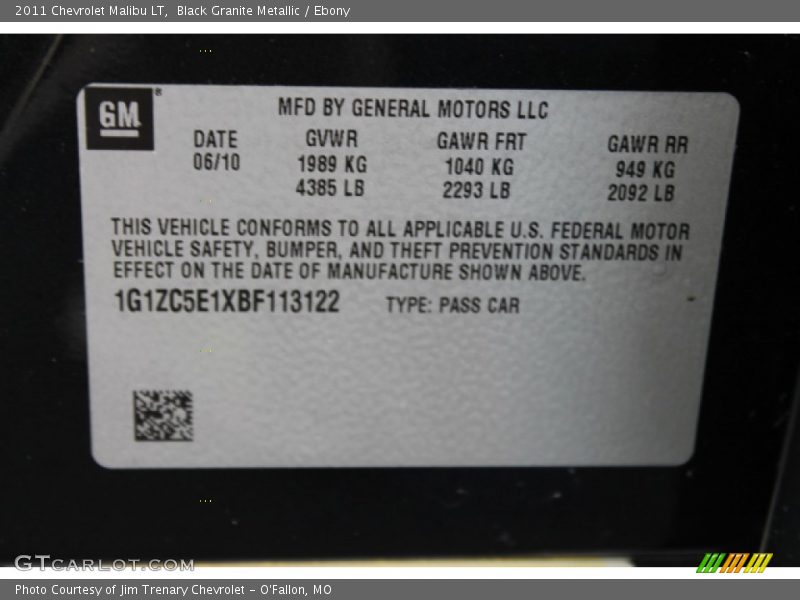 2011 Chevrolet Malibu LT, Black Granite Metallic / Ebony
GM®
MFD BY GENERAL MOTORS LLC
DATE GVWR GAWR FRT GAWR RR
06/10 1989 KG 1040 KG 949 KG
4385 LB 2293 LB 2092 LB
THIS VEHICLE CONFORMS TO ALL APPLICABLE U.S. FEDERAL MOTOR
VEHICLE SAFETY, BUMPER, AND THEFT PREVENTION STANDARDS IN
EFFECT ON THE DATE OF MANUFACTURE SHOWN ABOVE.
1G1ZC5E1XBF113122 TYPE: PASS CAR
GTCARLOT.COM
Photo Courtesy of Jim Trenary Chevrolet - O'Fallon, MO